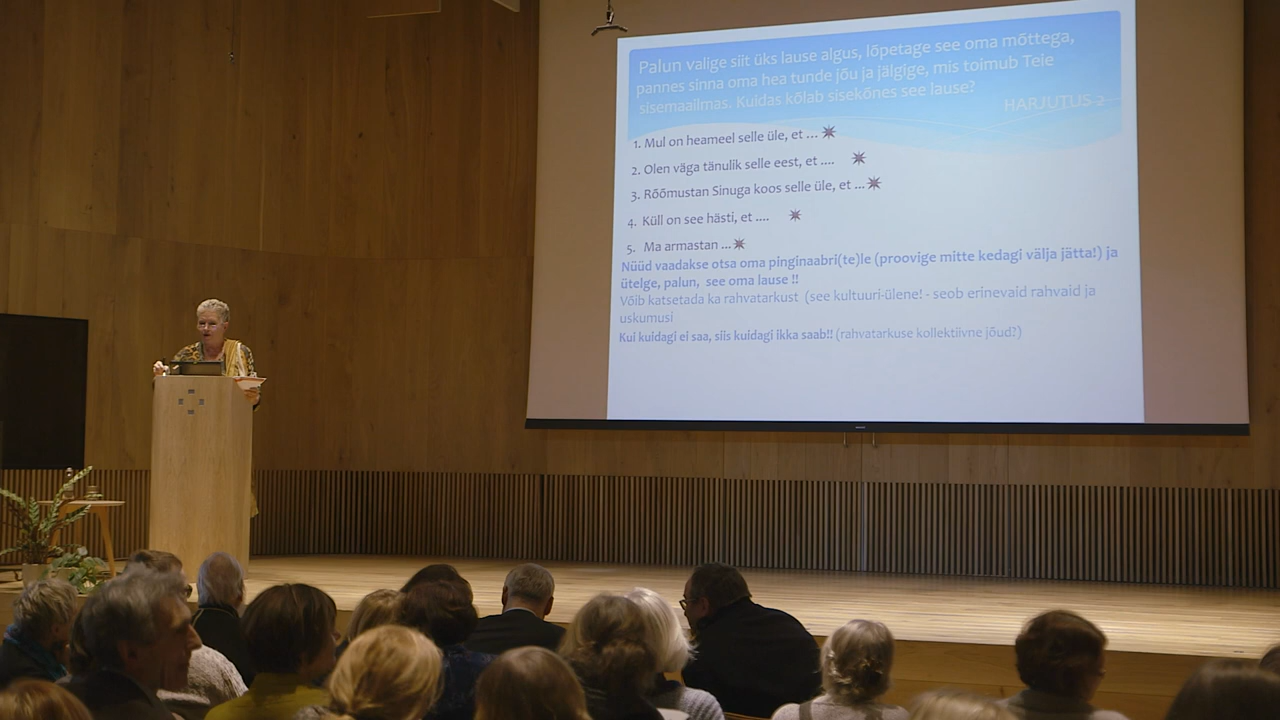 Palun valige siit üks lause algus, lõpetage see oma mõttega,
pannes sinna oma hea tunde jõu ja jälgige, mis toimub Teie
sisemaailmas. Kuidas kõlab sisekõnes see lause?
HARJUTUS 2
1. Mul on heameel selle üle, et ...
2. Olen väga tänulik selle eest, et ....
3. Rõõmustan Sinuga koos selle üle, et ...
4. Küll on see hästi, et ....
5. Ma armastan ...
Nüüd vaadakse otsa oma pinginaabri(te)le (proovige mitte kedagi välja jätta!) ja
ütelge, palun, see oma lause !!
Võib katsetada ka rahvatarkust (see kultuuri-ülene! - seob erinevaid rahvaid ja
uskumusi
Kui kuidagi ei saa, siis kuidagi ikka saab!! (rahvatarkuse kollektiivne jõud?)